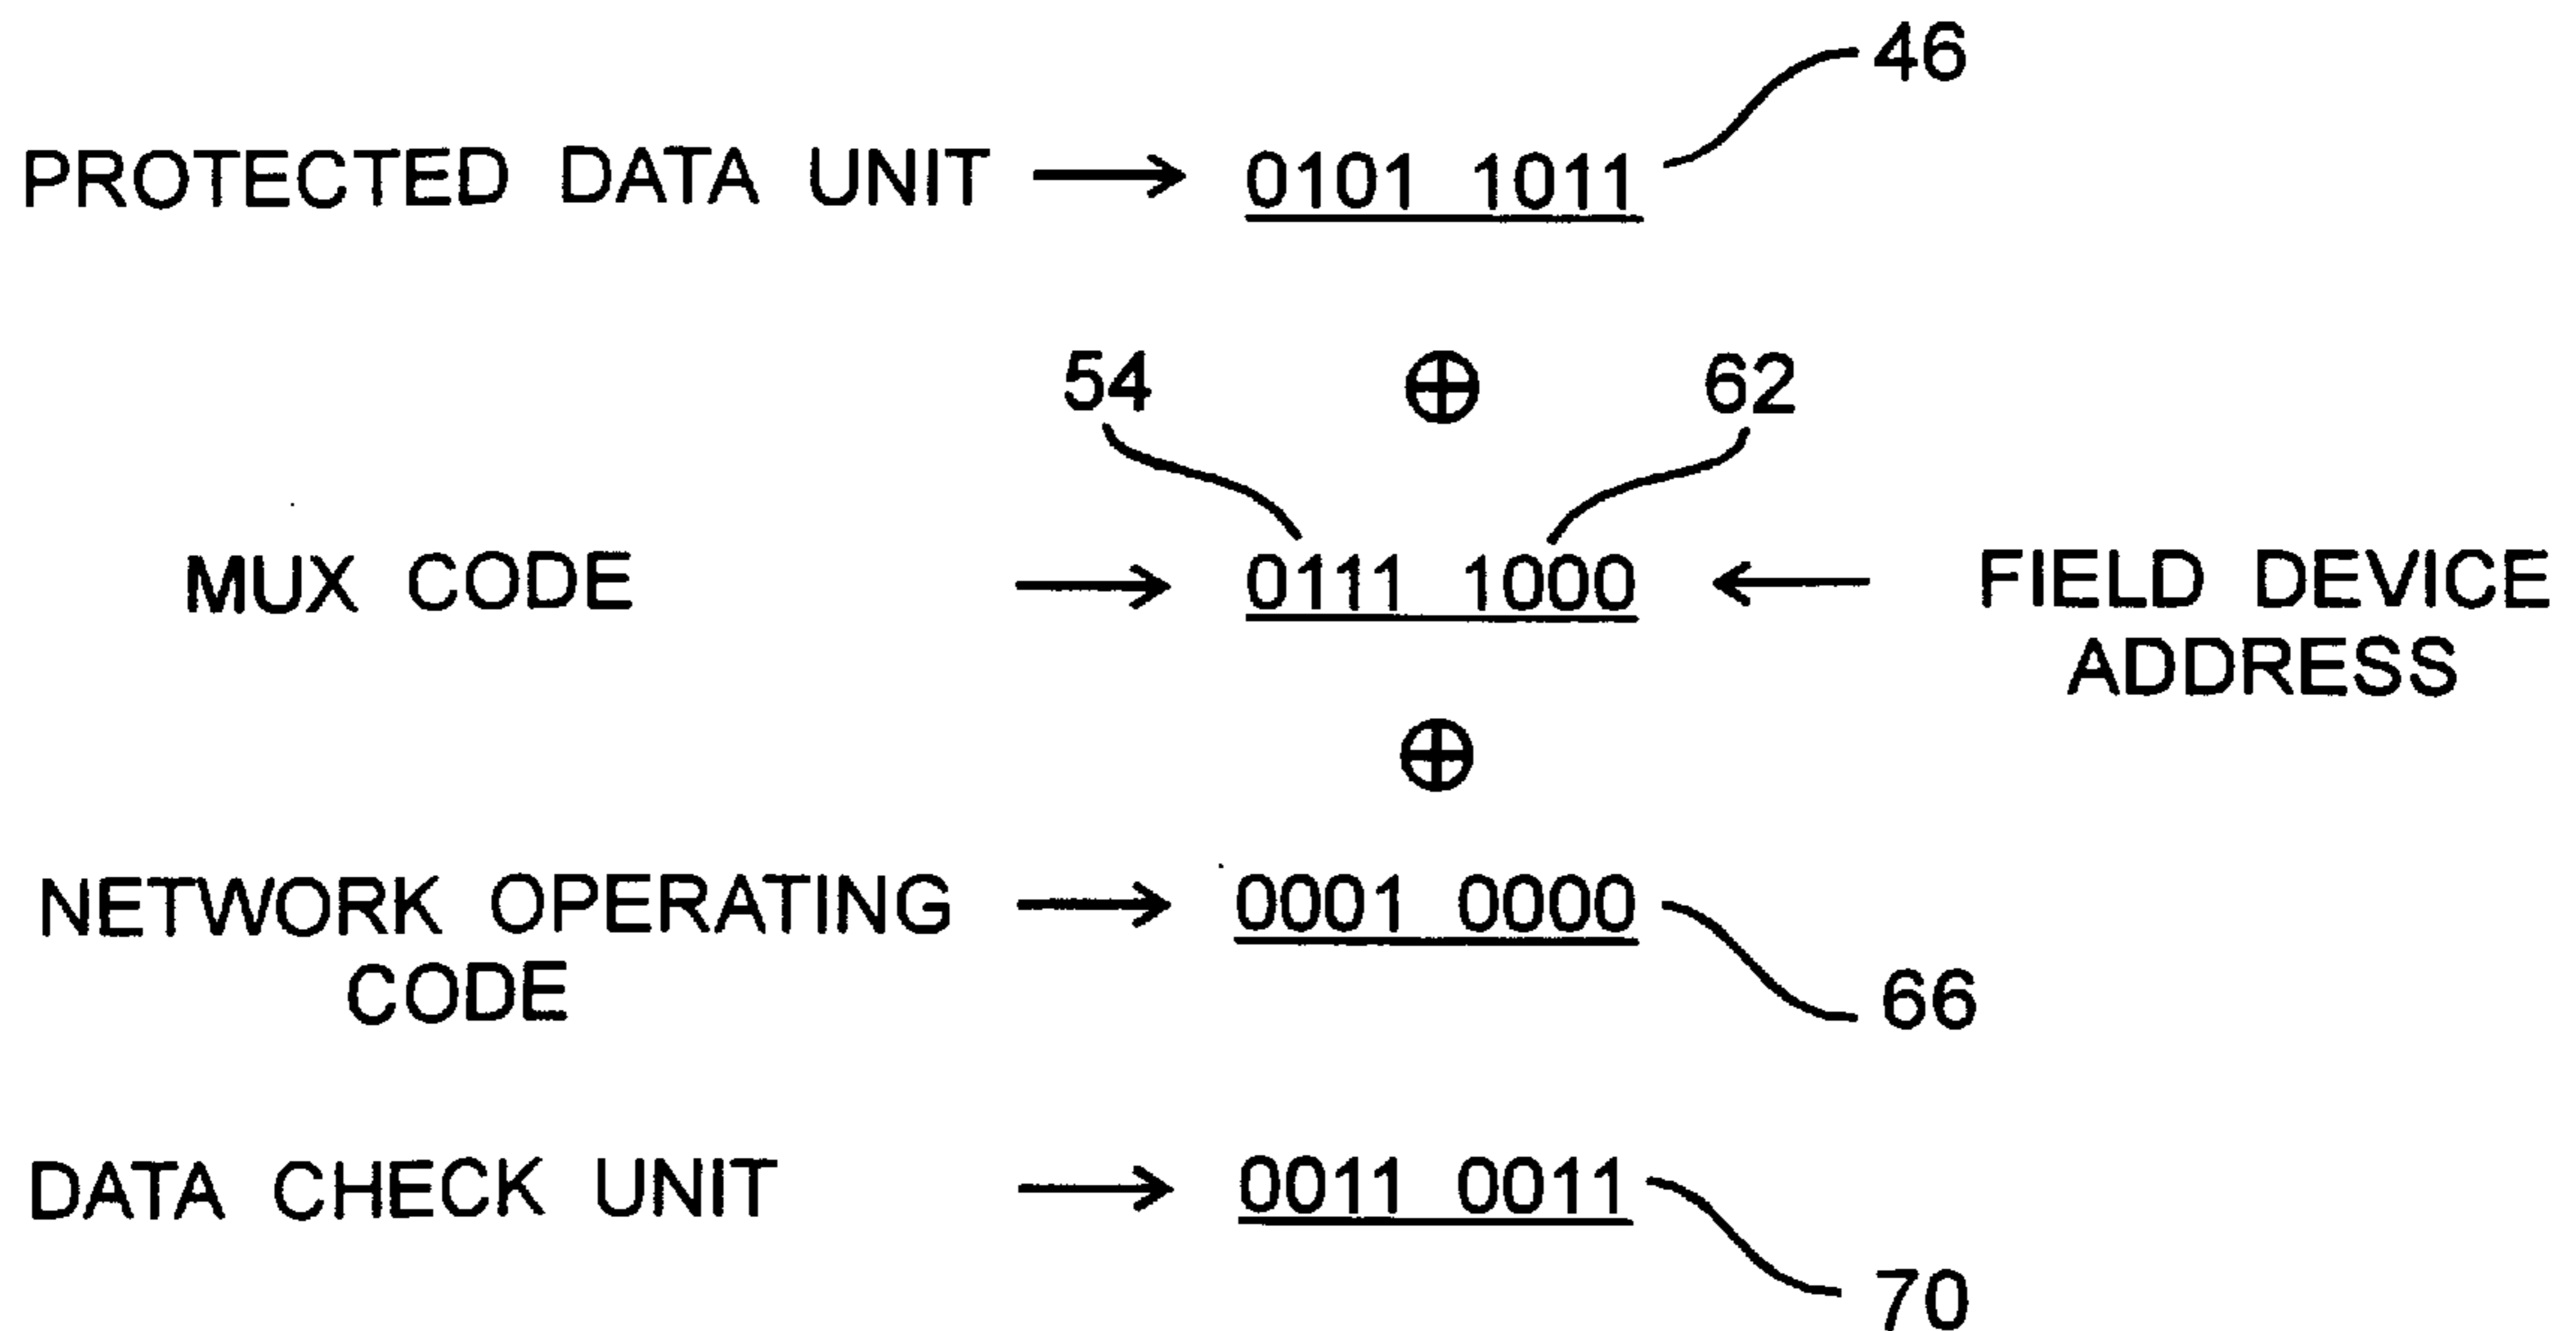 46
PROTECTED DATA UNIT → 0101 1011
54 ⊕ 62
MUX CODE → 0111 1000 ← FIELD DEVICE
ADDRESS
⊕
NETWORK OPERATING → 0001 0000
CODE
66
DATA CHECK UNIT → 0011 0011
70